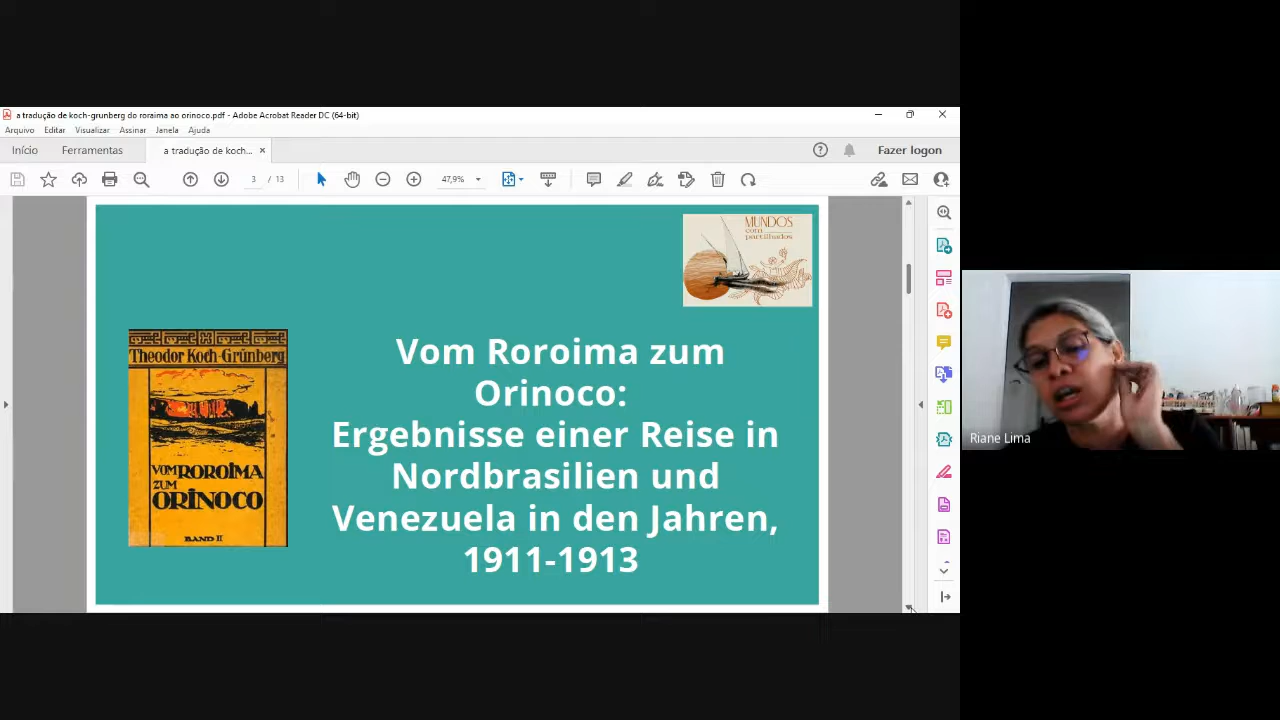 a tradução de koch-grunberg do roraima ao orinoco.pdf - Adobe Acrobat Reader DC (64-bit)
Arquivo Editar Visualizar Assinar Janela Ajuda
Início Ferramentas a tradução de koch... × Fazer logon
3 / 13 47,9%
MUNDOS
com
partilhados
Theodor Koch-Grünberg
VOM ROROIMA
ZUM
ORINOCO
BAND II
Vom Roroima zum
Orinoco:
Ergebnisse einer Reise in
Nordbrasilien und
Venezuela in den Jahren,
1911-1913
Riane Lima